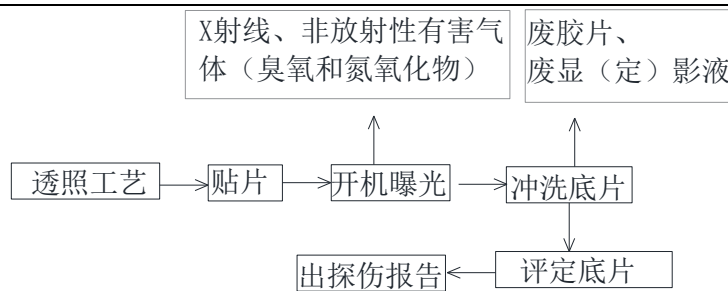 X射线、非放射性有害气
体（臭氧和氮氧化物）
废胶片、
废显（定）影液
透照工艺
贴片
开机曝光
冲洗底片
评定底片
出探伤报告